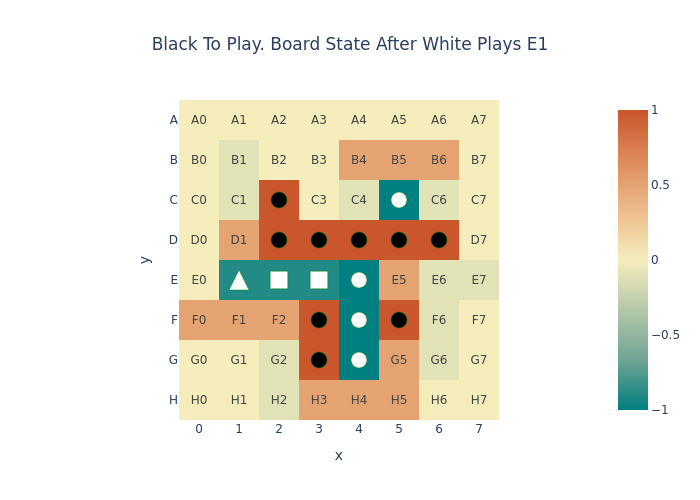 Black To Play. Board State After White Plays E1
A A0 A1 A2 A3 A4 A5 A6 A7
B B0 B1 B2 B3 B4 B5 B6 B7
C C0 C1 C3 C4 C6 C7
D D0 D1 D7
E E0 E5 E6 E7
F F0 F1 F2 F6 F7
G G0 G1 G2 G5 G6 G7
H H0 H1 H2 H3 H4 H5 H6 H7
0 1 2 3 4 5 6 7
x
y
1
0.5
0
−0.5
−1